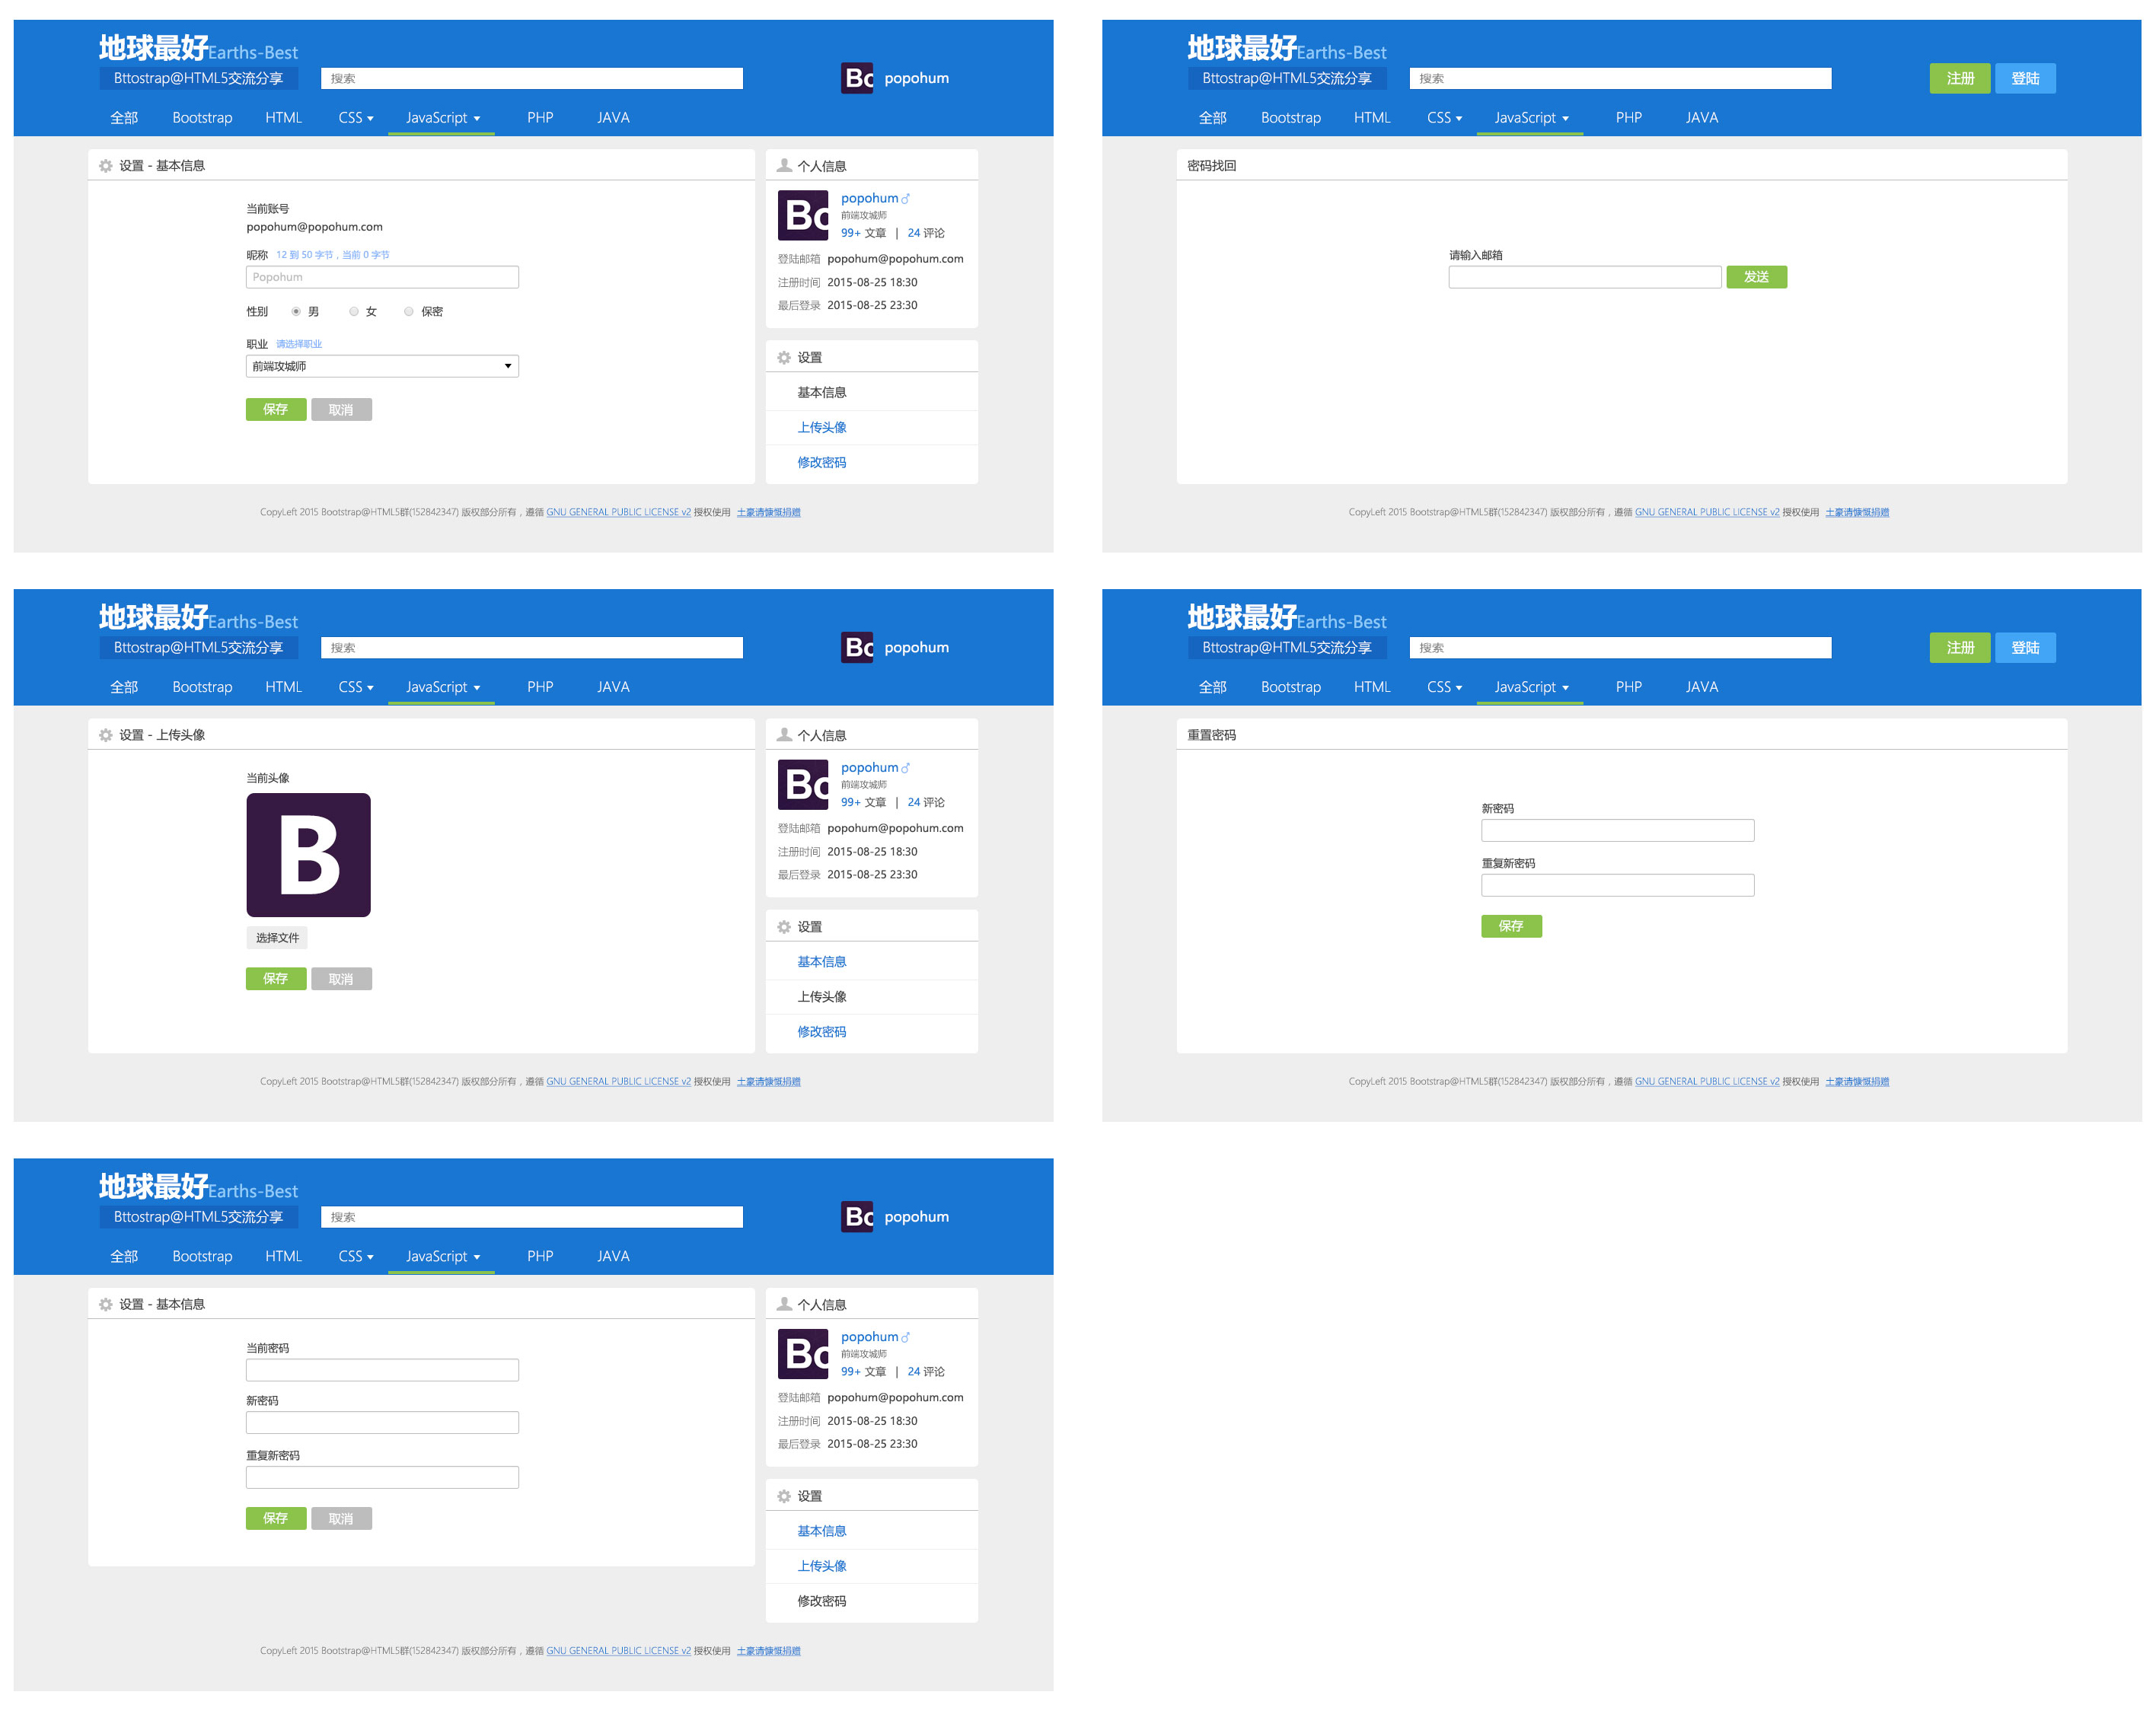 地球最好Earths-Best
Bttostrap@HTML5交流分享
搜索
popohum
全部 Bootstrap HTML CSS JavaScript PHP JAVA
设置 - 基本信息
当前账号
popohum@popohum.com
昵称 12 到 50 字节，当前 0 字节
Popohum
性别 男 女 保密
职业 请选择职业
前端攻城师
保存 取消
个人信息
popohum♂
前端攻城师
99+ 文章 | 24 评论
登陆邮箱 popohum@popohum.com
注册时间 2015-08-25 18:30
最后登录 2015-08-25 23:30
设置
基本信息
上传头像
修改密码
CopyLeft 2015 Bootstrap@HTML5群(152842347) 版权部分所有，遵循 GNU GENERAL PUBLIC LICENSE v2 授权使用 土豪请慷慨捐赠
地球最好Earths-Best
Bttostrap@HTML5交流分享
搜索
注册 登陆
全部 Bootstrap HTML CSS JavaScript PHP JAVA
密码找回
请输入邮箱
发送
CopyLeft 2015 Bootstrap@HTML5群(152842347) 版权部分所有，遵循 GNU GENERAL PUBLIC LICENSE v2 授权使用 土豪请慷慨捐赠
地球最好Earths-Best
Bttostrap@HTML5交流分享
搜索
popohum
全部 Bootstrap HTML CSS JavaScript PHP JAVA
设置 - 上传头像
当前头像
B
选择文件
保存 取消
个人信息
popohum♂
前端攻城师
99+ 文章 | 24 评论
登陆邮箱 popohum@popohum.com
注册时间 2015-08-25 18:30
最后登录 2015-08-25 23:30
设置
基本信息
上传头像
修改密码
CopyLeft 2015 Bootstrap@HTML5群(152842347) 版权部分所有，遵循 GNU GENERAL PUBLIC LICENSE v2 授权使用 土豪请慷慨捐赠
地球最好Earths-Best
Bttostrap@HTML5交流分享
搜索
注册 登陆
全部 Bootstrap HTML CSS JavaScript PHP JAVA
重置密码
新密码
重复新密码
保存
CopyLeft 2015 Bootstrap@HTML5群(152842347) 版权部分所有，遵循 GNU GENERAL PUBLIC LICENSE v2 授权使用 土豪请慷慨捐赠
地球最好Earths-Best
Bttostrap@HTML5交流分享
搜索
popohum
全部 Bootstrap HTML CSS JavaScript PHP JAVA
设置 - 基本信息
当前密码
新密码
重复新密码
保存 取消
个人信息
popohum♂
前端攻城师
99+ 文章 | 24 评论
登陆邮箱 popohum@popohum.com
注册时间 2015-08-25 18:30
最后登录 2015-08-25 23:30
设置
基本信息
上传头像
修改密码
CopyLeft 2015 Bootstrap@HTML5群(152842347) 版权部分所有，遵循 GNU GENERAL PUBLIC LICENSE v2 授权使用 土豪请慷慨捐赠